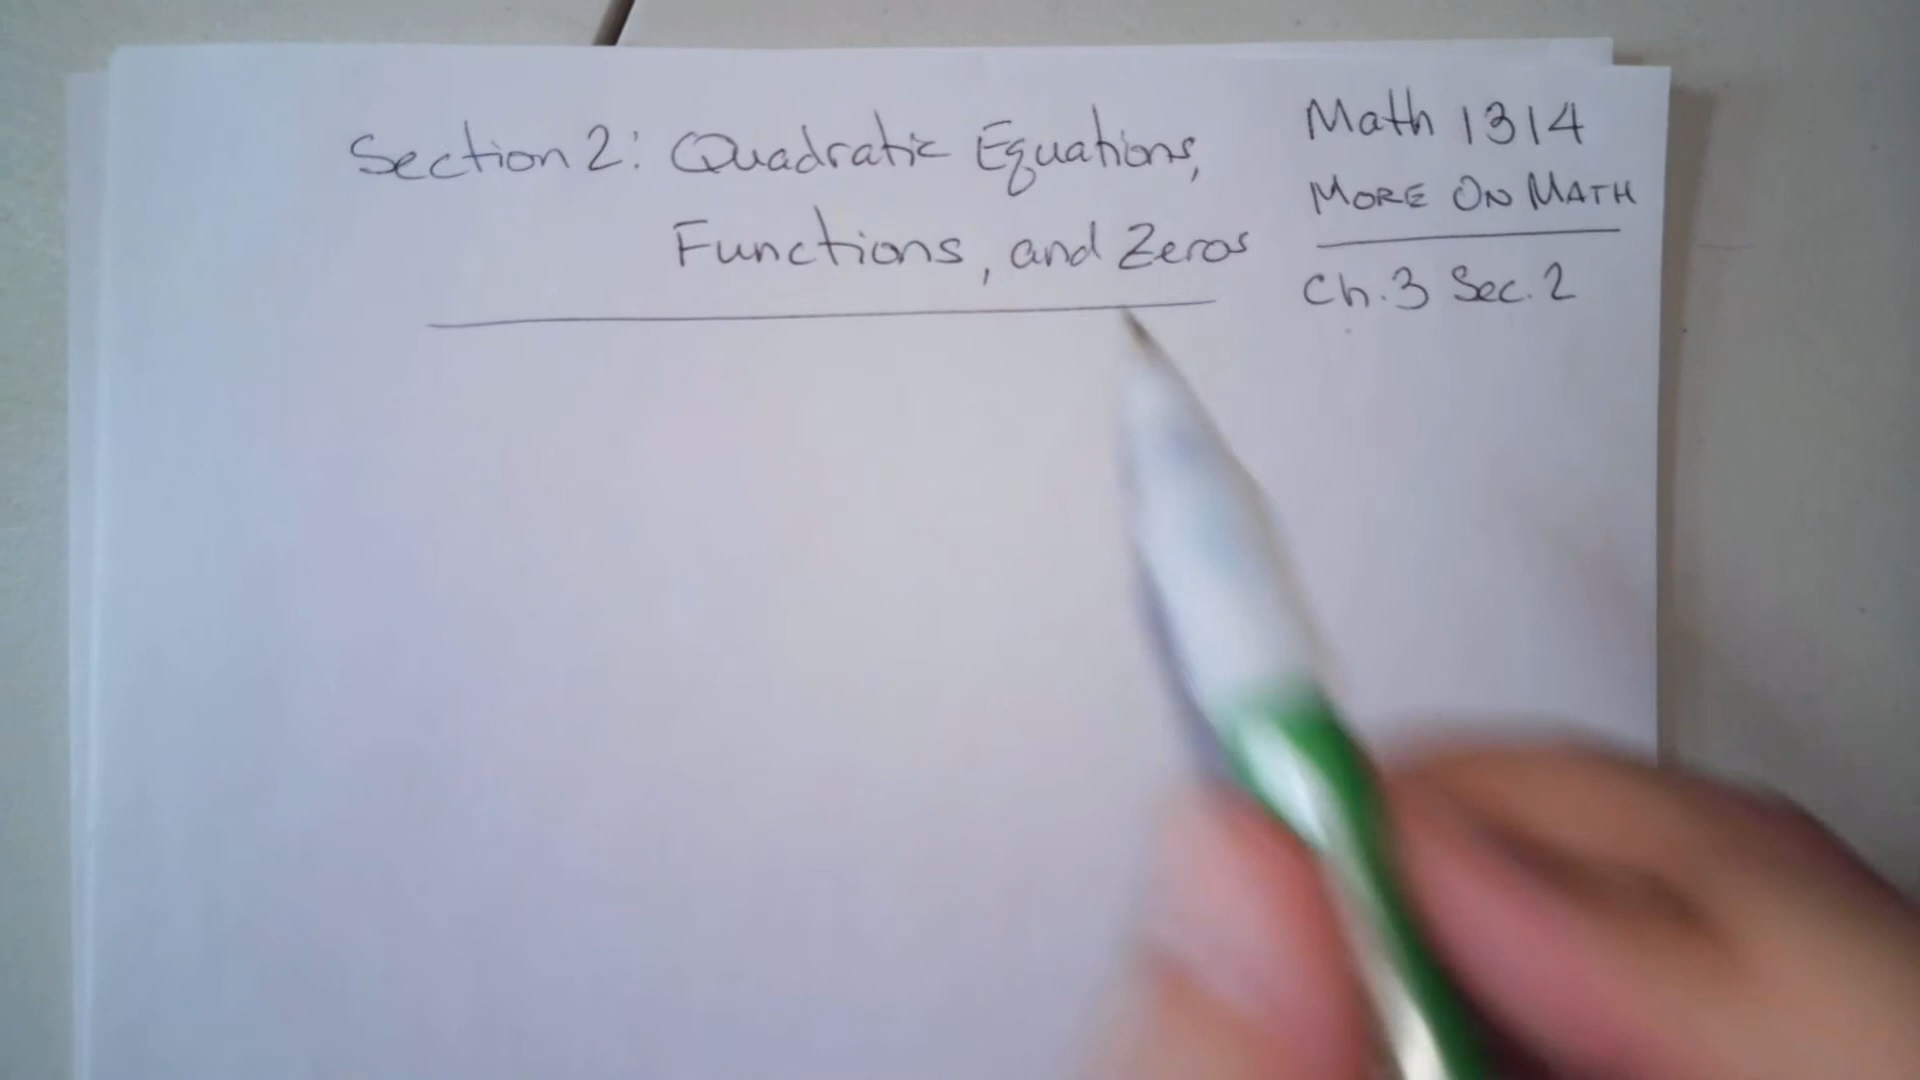 Section 2: Quadratic Equations,
Functions, and Zeros
Math 1314
MORE ON MATH
Ch. 3 Sec. 2